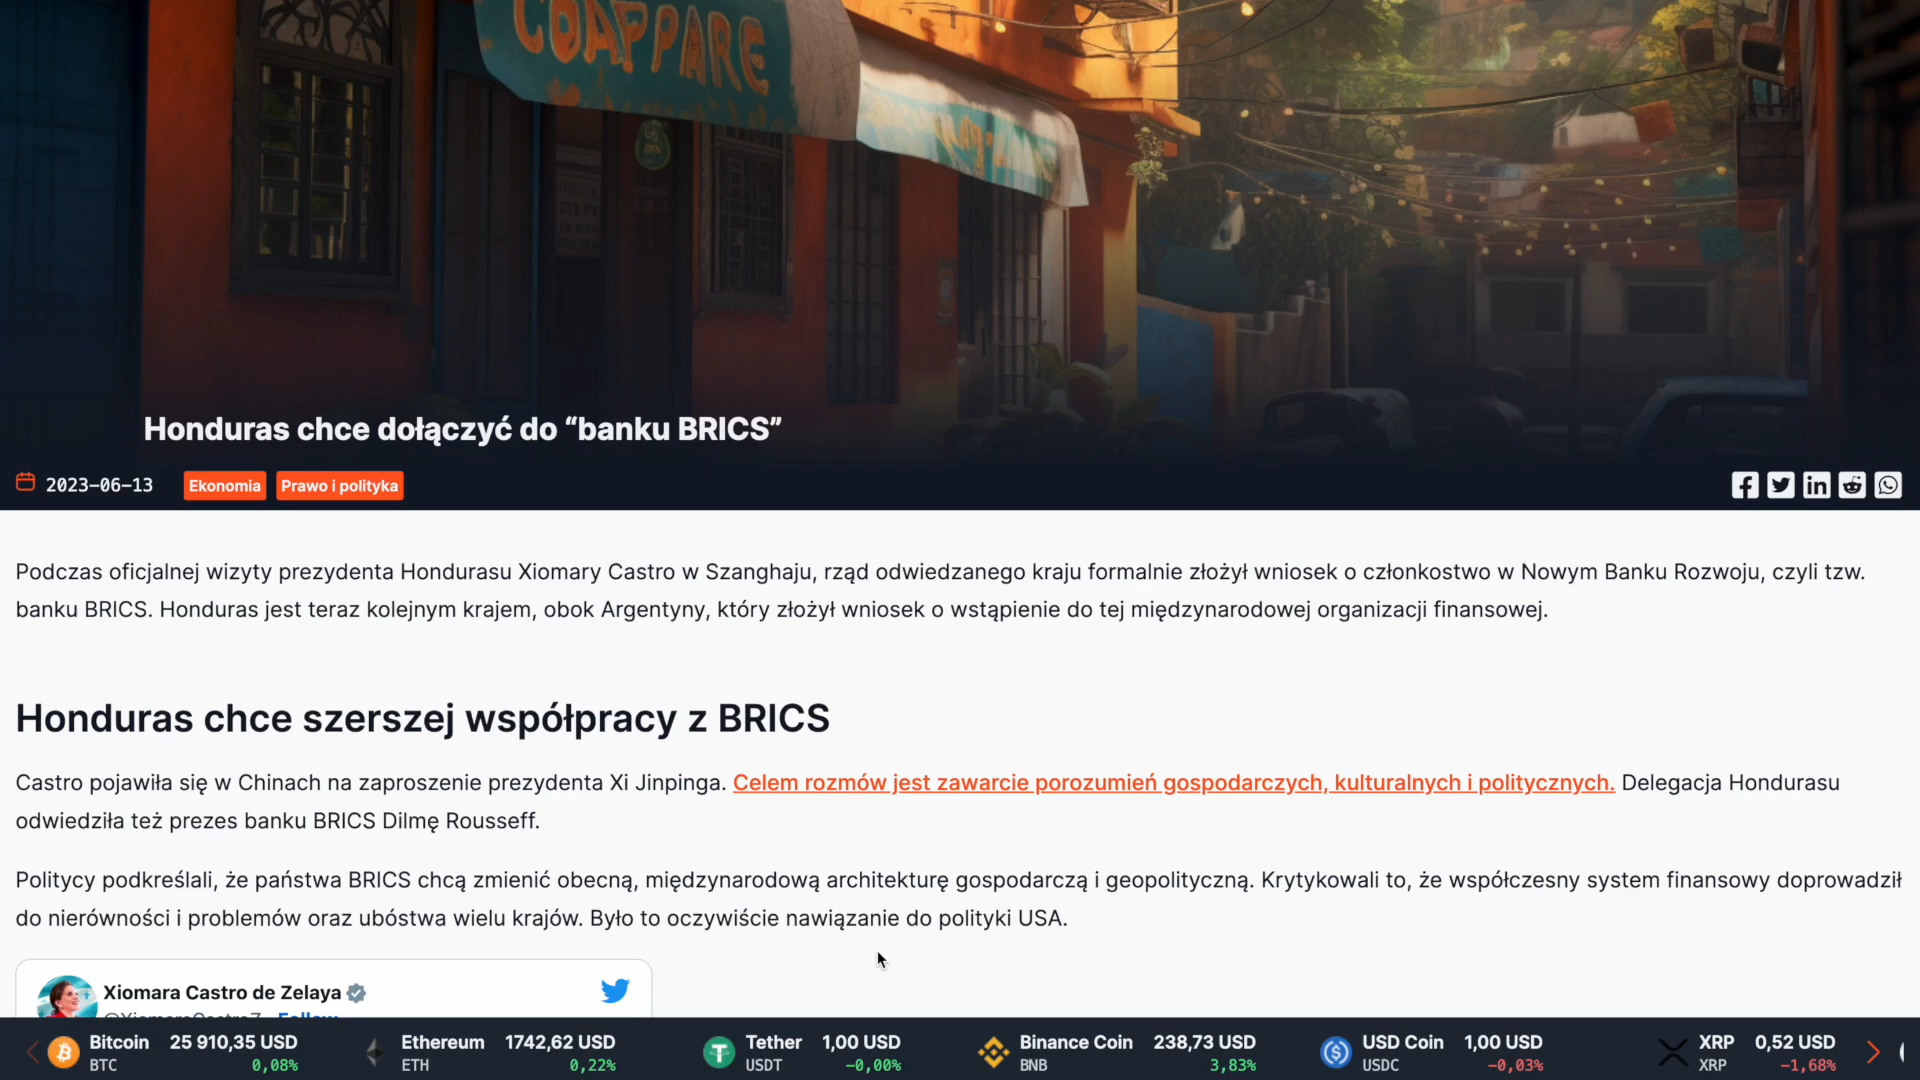 COAPPARE
Honduras chce dołączyć do “banku BRICS”
2023-06-13 Ekonomia Prawo i polityka
Podczas oficjalnej wizyty prezydenta Hondurasu Xiomary Castro w Szanghaju, rząd odwiedzanego kraju formalnie złożył wniosek o członkostwo w Nowym Banku Rozwoju, czyli tzw.
banku BRICS. Honduras jest teraz kolejnym krajem, obok Argentyny, który złożył wniosek o wstąpienie do tej międzynarodowej organizacji finansowej.
Honduras chce szerszej współpracy z BRICS
Castro pojawiła się w Chinach na zaproszenie prezydenta Xi Jinpinga. Celem rozmów jest zawarcie porozumień gospodarczych, kulturalnych i politycznych. Delegacja Hondurasu
odwiedziła też prezes banku BRICS Dilmę Rousseff.
Politycy podkreślali, że państwa BRICS chcą zmienić obecną, międzynarodową architekturę gospodarczą i geopolityczną. Krytykowali to, że współczesny system finansowy doprowadził
do nierówności i problemów oraz ubóstwa wielu krajów. Było to oczywiście nawiązanie do polityki USA.
Xiomara Castro de Zelaya
Bitcoin 25 910,35 USD Ethereum 1742,62 USD Tether 1,00 USD Binance Coin 238,73 USD USD Coin 1,00 USD XRP 0,52 USD
BTC 0,08% ETH 0,22% USDT -0,00% BNB 3,83% USDC -0,03% XRP -1,68%